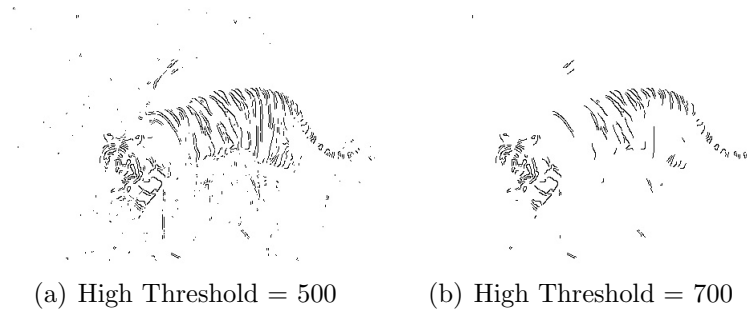 (a) High Threshold = 500
(b) High Threshold = 700